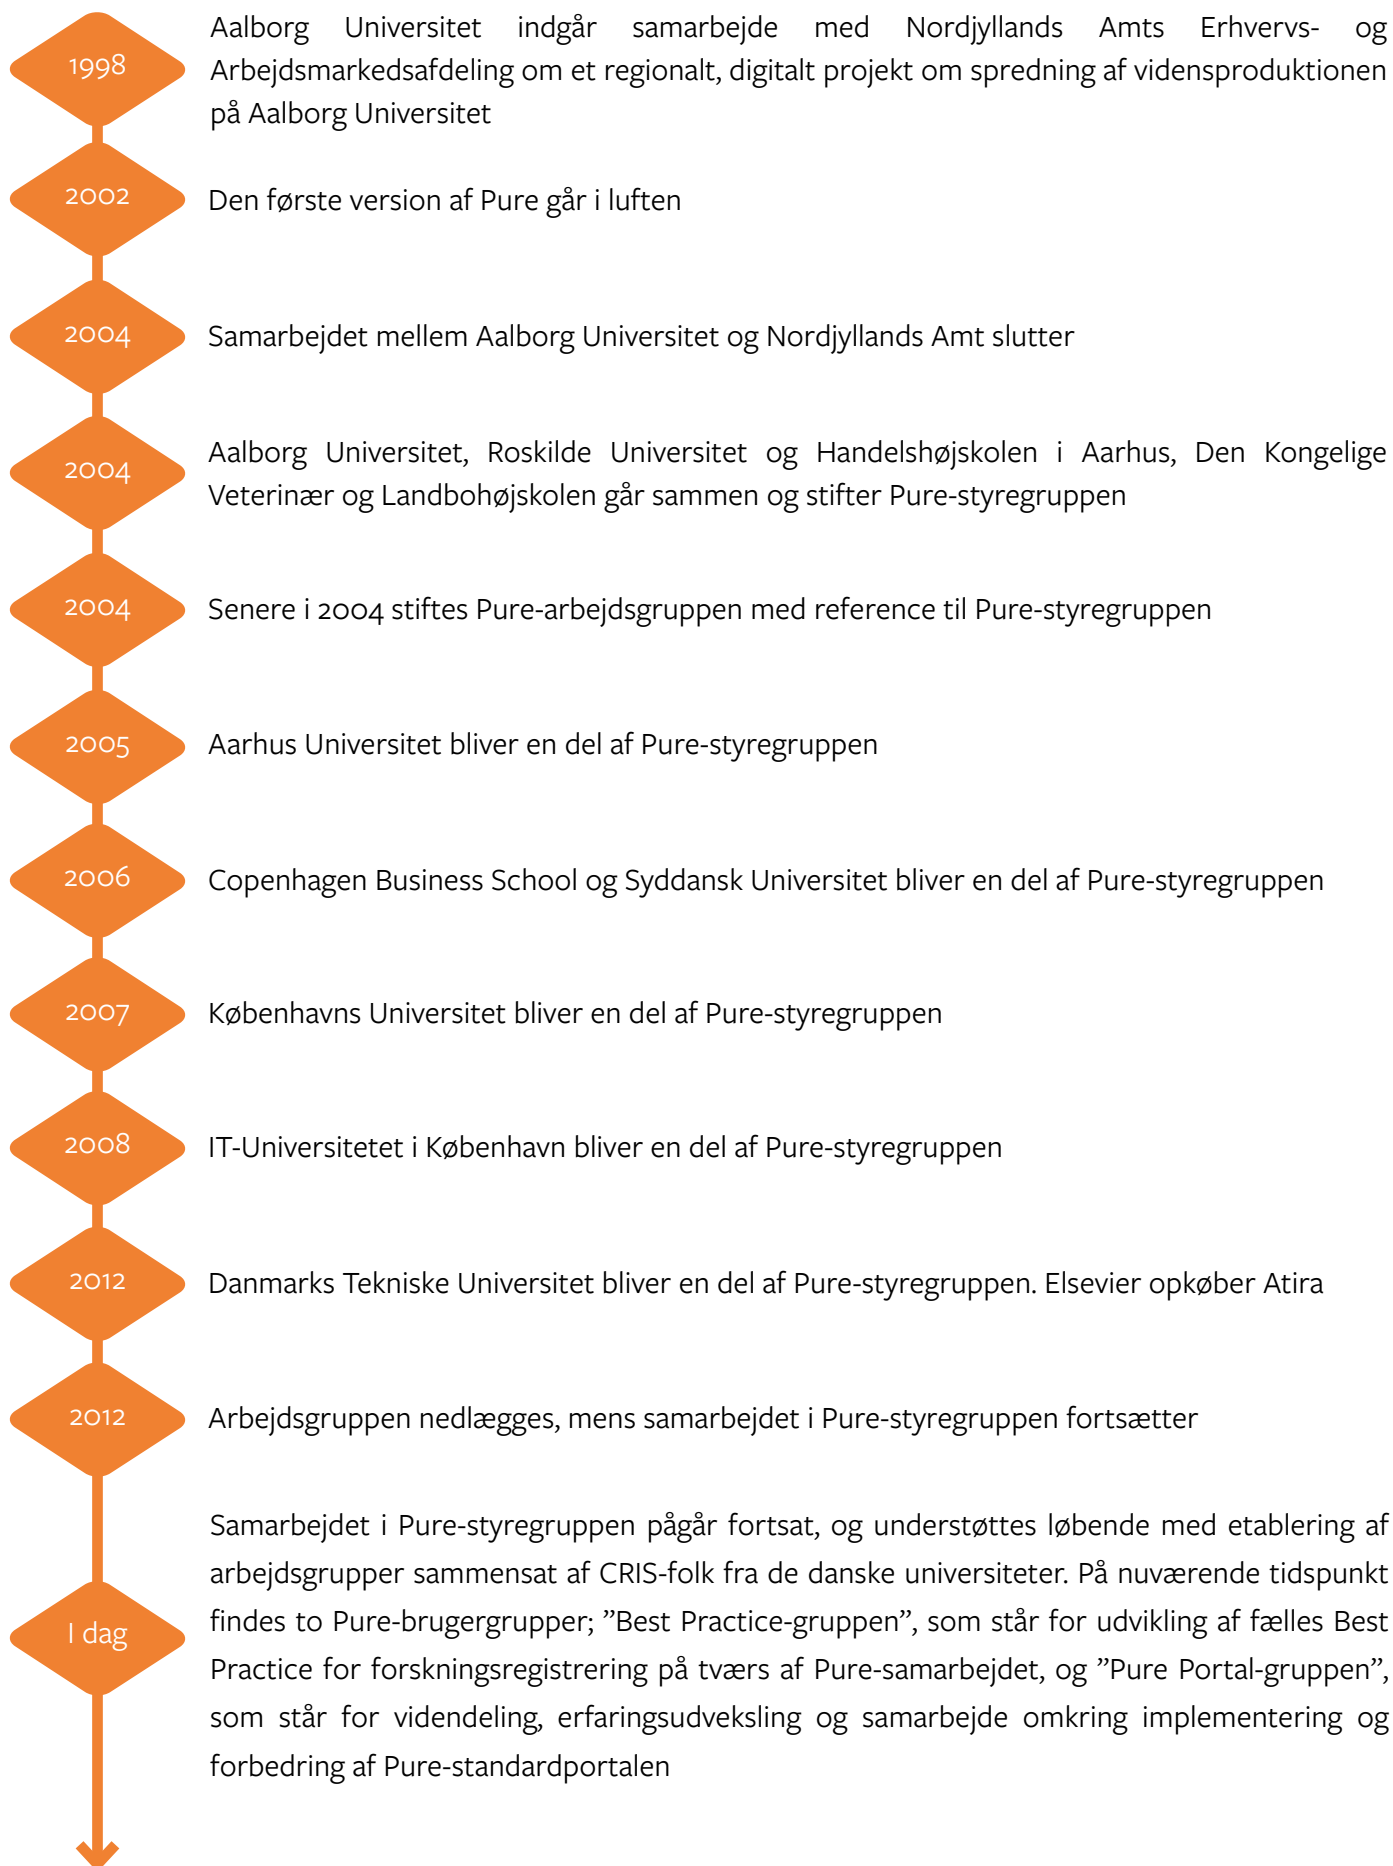 1998
Aalborg Universitet indgår samarbejde med Nordjyllands Amts Erhvervs- og
Arbejdsmarkedsafdeling om et regionalt, digitalt projekt om spredning af vidensproduktionen
på Aalborg Universitet
2002
Den første version af Pure går i luften
2004
Samarbejdet mellem Aalborg Universitet og Nordjyllands Amt slutter
2004
Aalborg Universitet, Roskilde Universitet og Handelshøjskolen i Aarhus, Den Kongelige
Veterinær og Landbohøjskolen går sammen og stifter Pure-styregruppen
2004
Senere i 2004 stiftes Pure-arbejdsgruppen med reference til Pure-styregruppen
2005
Aarhus Universitet bliver en del af Pure-styregruppen
2006
Copenhagen Business School og Syddansk Universitet bliver en del af Pure-styregruppen
2007
Københavns Universitet bliver en del af Pure-styregruppen
2008
IT-Universitetet i København bliver en del af Pure-styregruppen
2012
Danmarks Tekniske Universitet bliver en del af Pure-styregruppen. Elsevier opkøber Atira
2012
Arbejdsgruppen nedlægges, mens samarbejdet i Pure-styregruppen fortsætter
I dag
Samarbejdet i Pure-styregruppen pågår fortsat, og understøttes løbende med etablering af
arbejdsgrupper sammensat af CRIS-folk fra de danske universiteter. På nuværende tidspunkt
findes to Pure-brugergrupper; ”Best Practice-gruppen”, som står for udvikling af fælles Best
Practice for forskningsregistrering på tværs af Pure-samarbejdet, og ”Pure Portal-gruppen”,
som står for videndeling, erfaringsudveksling og samarbejde omkring implementering og
forbedring af Pure-standardportalen